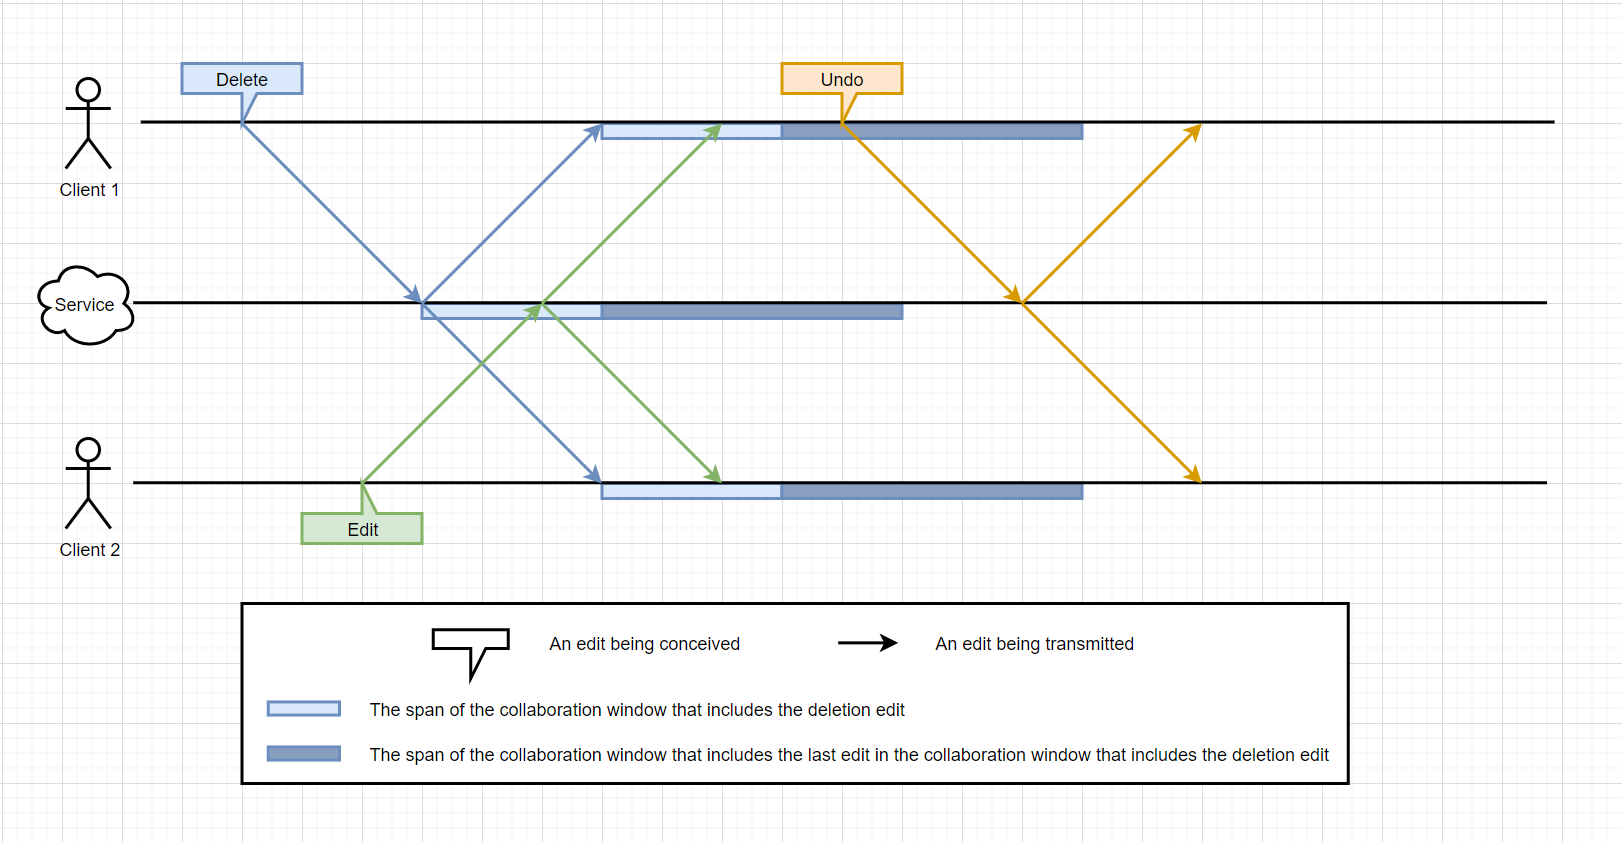 Delete
Undo
Client 1
Service
Edit
Client 2
An edit being conceived
An edit being transmitted
The span of the collaboration window that includes the deletion edit
The span of the collaboration window that includes the last edit in the collaboration window that includes the deletion edit